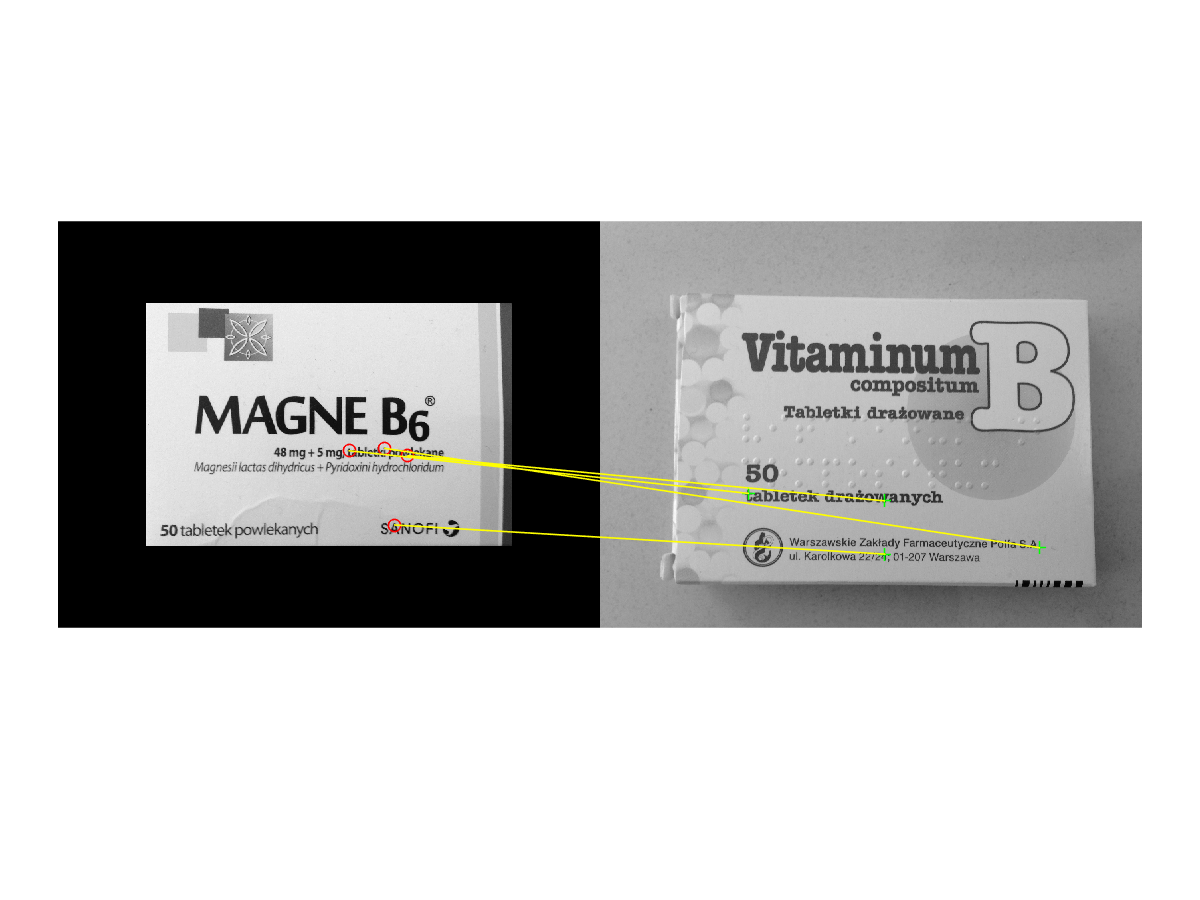 MAGNE B6®
48 mg + 5 mg, tabletki powlekane
Magnesii lactas dihydricus + Pyridoxini hydrochloridum
50 tabletek powlekanych
SANOFI
Vitaminum B
compositum
Tabletki drażowane
50
tabletek drażowanych
Warszawskie Zakłady Farmaceutyczne Polfa S.A.
ul. Karolkowa 22/24, 01-207 Warszawa